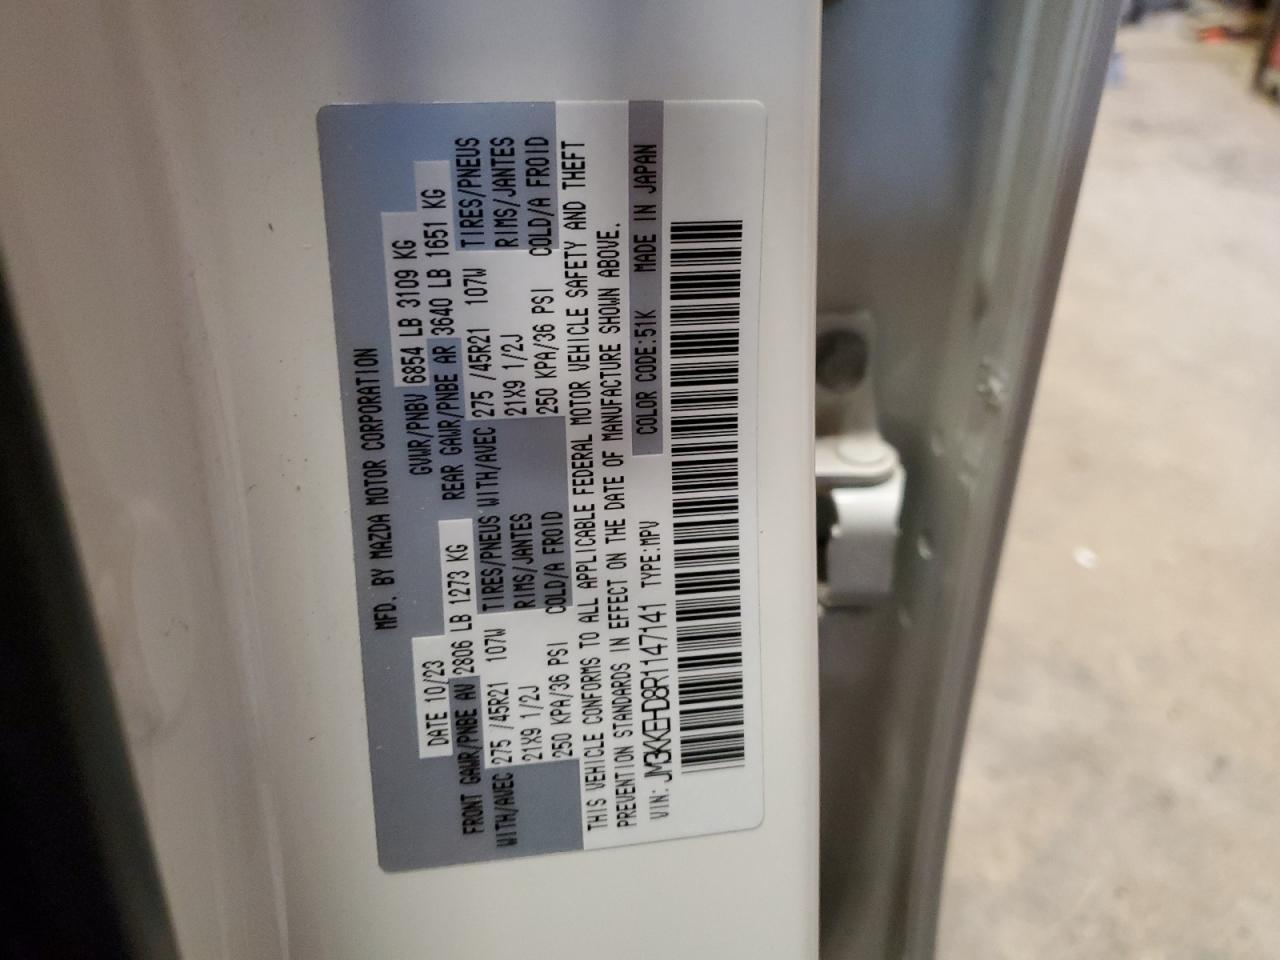 MFD. BY MAZDA MOTOR CORPORATION
DATE 10/23 GVWR/PNBV 6854 LB 3109 KG
FRONT GAWR/PNBE AV 2806 LB 1273 KG REAR GAWR/PNBE AR 3640 LB 1651 KG
WITH/AVEC 275 /45R21 107W TIRES/PNEUS WITH/AVEC 275 /45R21 107W TIRES/PNEUS
21X9 1/2J RIMS/JANTES 21X9 1/2J RIMS/JANTES
250 KPA/36 PSI COLD/A FROID 250 KPA/36 PSI COLD/A FROID
THIS VEHICLE CONFORMS TO ALL APPLICABLE FEDERAL MOTOR VEHICLE SAFETY AND THEFT
PREVENTION STANDARDS IN EFFECT ON THE DATE OF MANUFACTURE SHOWN ABOVE.
VIN: JM3KKEHD8R1147141 TYPE:MPV COLOR CODE:51K MADE IN JAPAN